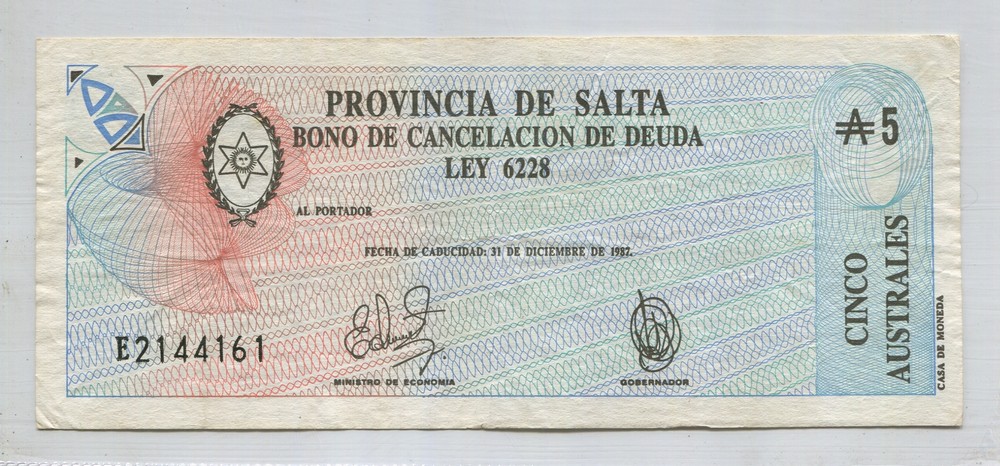 PROVINCIA DE SALTA
BONO DE CANCELACION DE DEUDA
LEY 6228
₳ 5
AL PORTADOR
FECHA DE CADUCIDAD: 31 DE DICIEMBRE DE 1987.
E2144161
MINISTRO DE ECONOMIA
GOBERNADOR
CINCO
AUSTRALES
CASA DE MONEDA